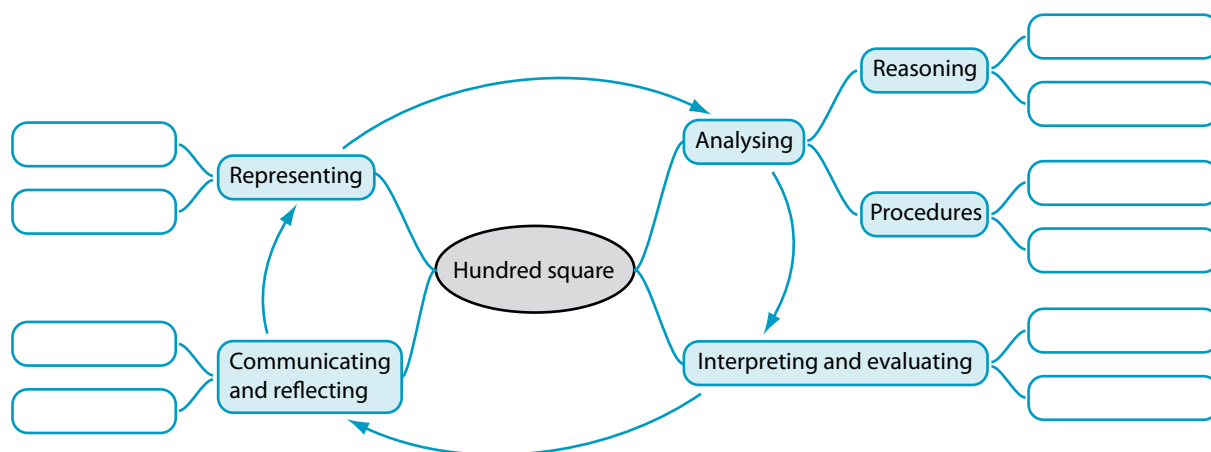 Reasoning
Analysing
Representing
Procedures
Hundred square
Communicating
and reflecting
Interpreting and evaluating